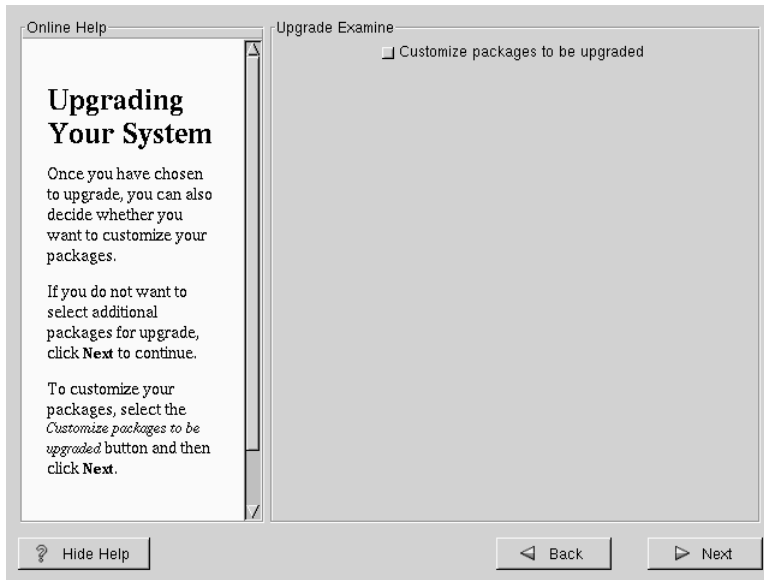 Online Help
Upgrading
Your System
Once you have chosen
to upgrade, you can also
decide whether you
want to customize your
packages.
If you do not want to
select additional
packages for upgrade,
click Next to continue.
To customize your
packages, select the
Customize packages to be
upgraded button and then
click Next.
Upgrade Examine
Customize packages to be upgraded
Hide Help
Back
Next